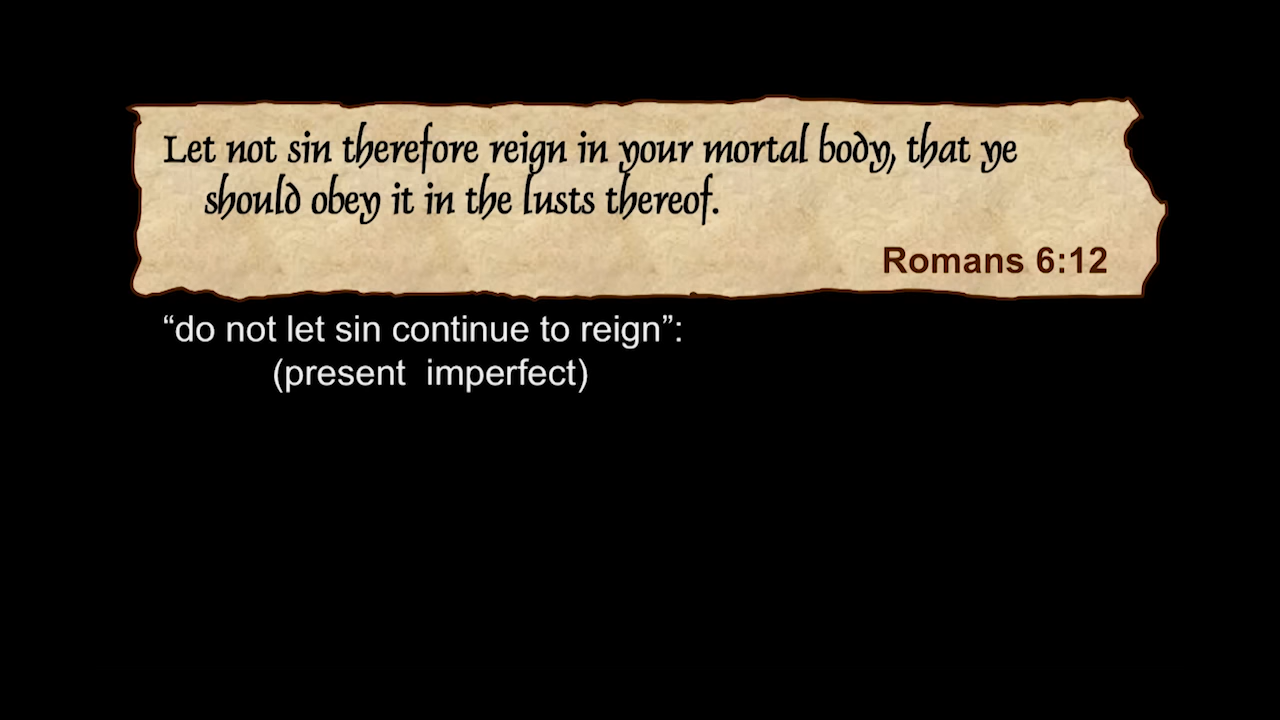 Let not sin therefore reign in your mortal body, that ye
should obey it in the lusts thereof.
Romans 6:12
“do not let sin continue to reign”:
(present  imperfect)